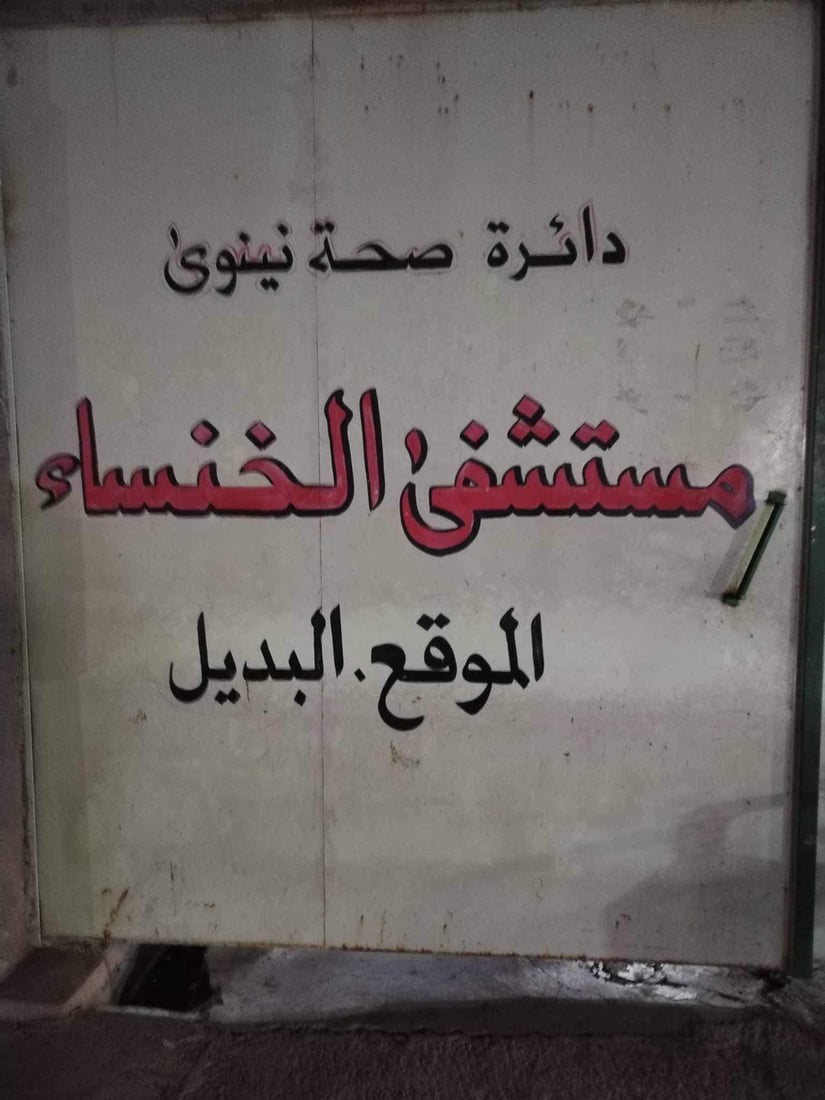 دائرة صحة نينوى
مستشفى الخنساء
الموقع.البديل